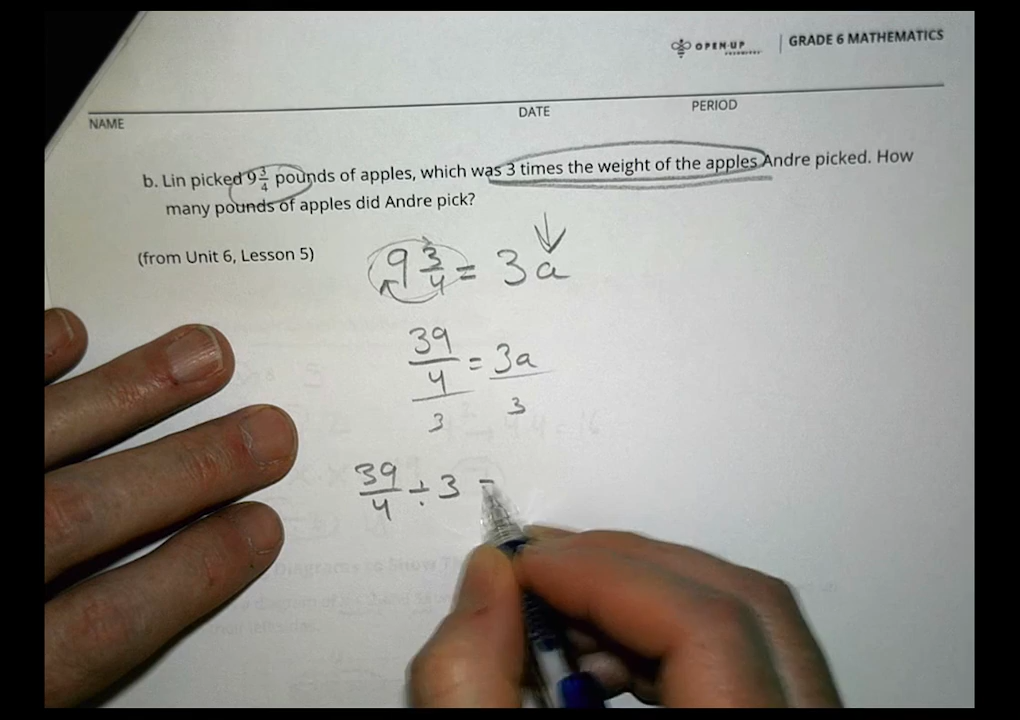 OPEN-UP GRADE 6 MATHEMATICS
NAME DATE PERIOD
b. Lin picked 9 3/4 pounds of apples, which was 3 times the weight of the apples Andre picked. How
many pounds of apples did Andre pick?
(from Unit 6, Lesson 5)
9 3/4 = 3a
39/4 = 3a
3 3
39/4 ÷ 3 =